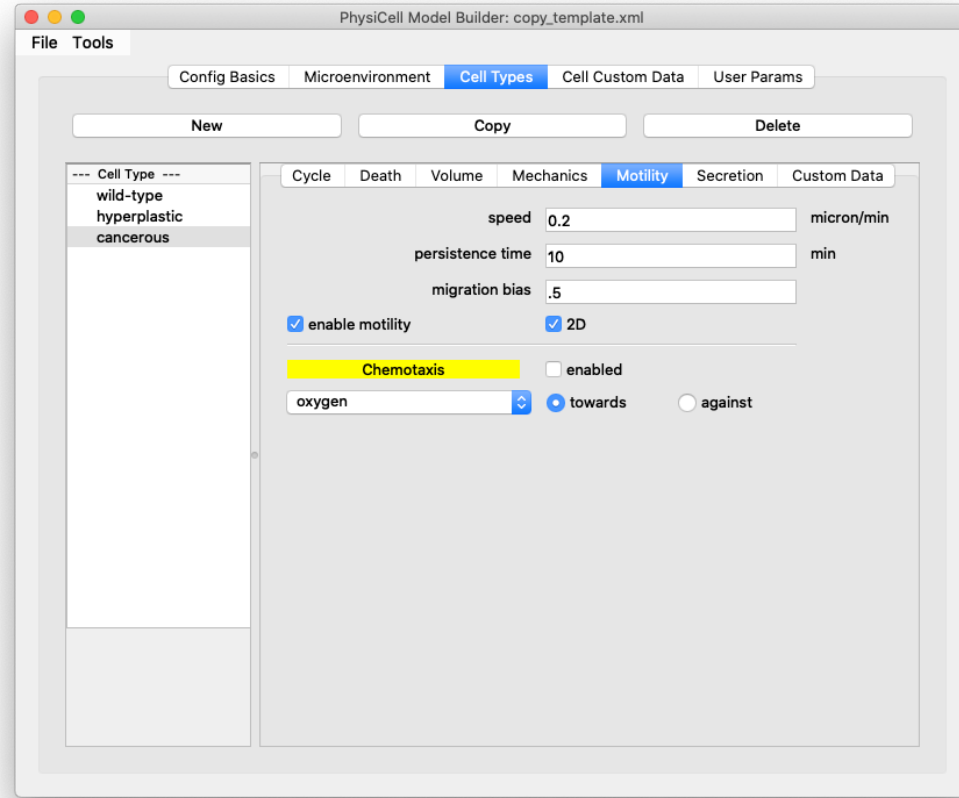 PhysiCell Model Builder: copy_template.xml
File Tools
Config Basics Microenvironment Cell Types Cell Custom Data User Params
New Copy Delete
--- Cell Type ---
wild-type
hyperplastic
cancerous
Cycle Death Volume Mechanics Motility Secretion Custom Data
speed 0.2 micron/min
persistence time 10 min
migration bias .5
enable motility 2D
Chemotaxis enabled
oxygen towards against